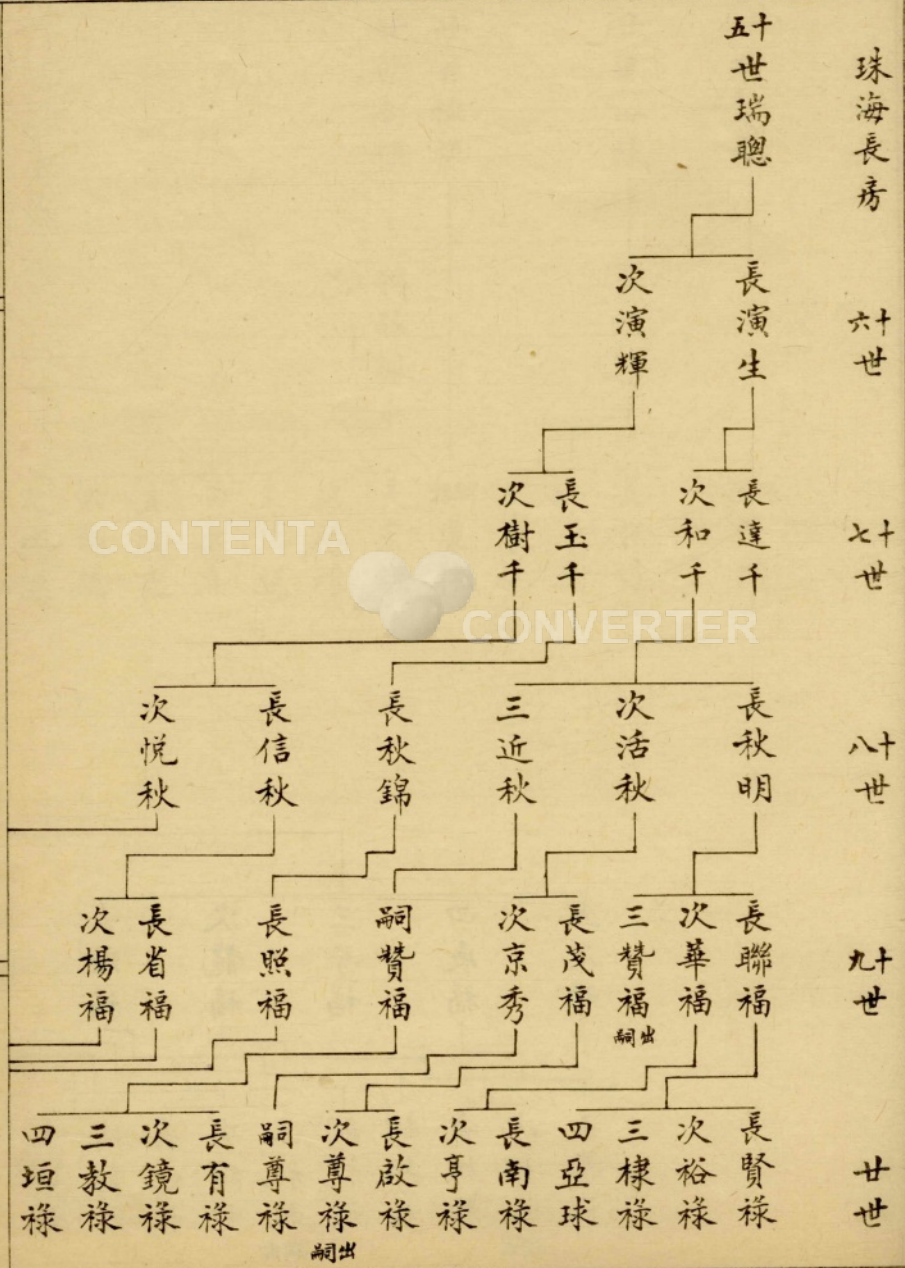 珠海長房
十五世瑞聰
十六世
長演生
次演輝
十七世
長達千
次和千
長玉千
次樹千
十八世
長秋明
次活秋
三近秋
長秋錦
長信秋
次悅秋
十九世
長聯福
次華福
三贊福出嗣
長茂福
次京秀
嗣贊福
長照福
長省福
次楊福
廿世
長賢祿
次裕祿
三棣祿
四亞球
長南祿
次亨祿
長啟祿
次尊祿出嗣
嗣尊祿
長有祿
次鏡祿
三教祿
四垣祿
CONTENTA
CONVERTER